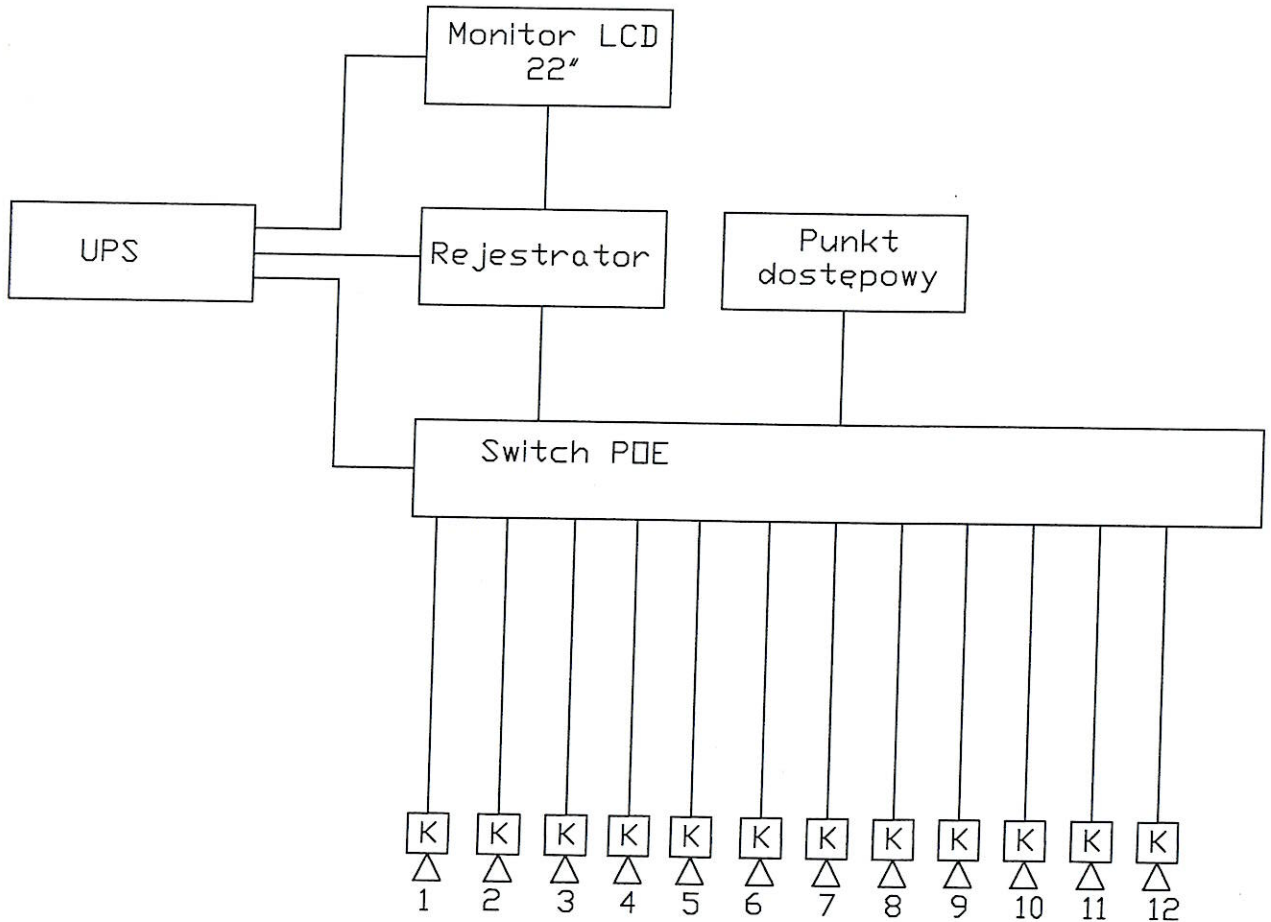 Monitor LCD
22"
UPS
Rejestrator
Punkt
dostępowy
Switch POE
K K K K K K K K K K K K
1 2 3 4 5 6 7 8 9 10 11 12